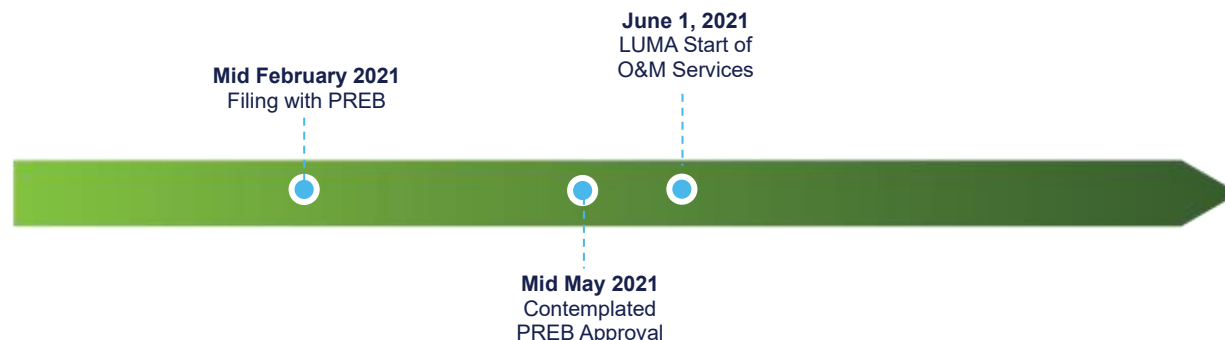 Mid February 2021
Filing with PREB
Mid May 2021
Contemplated
PREB Approval
June 1, 2021
LUMA Start of
O&M Services